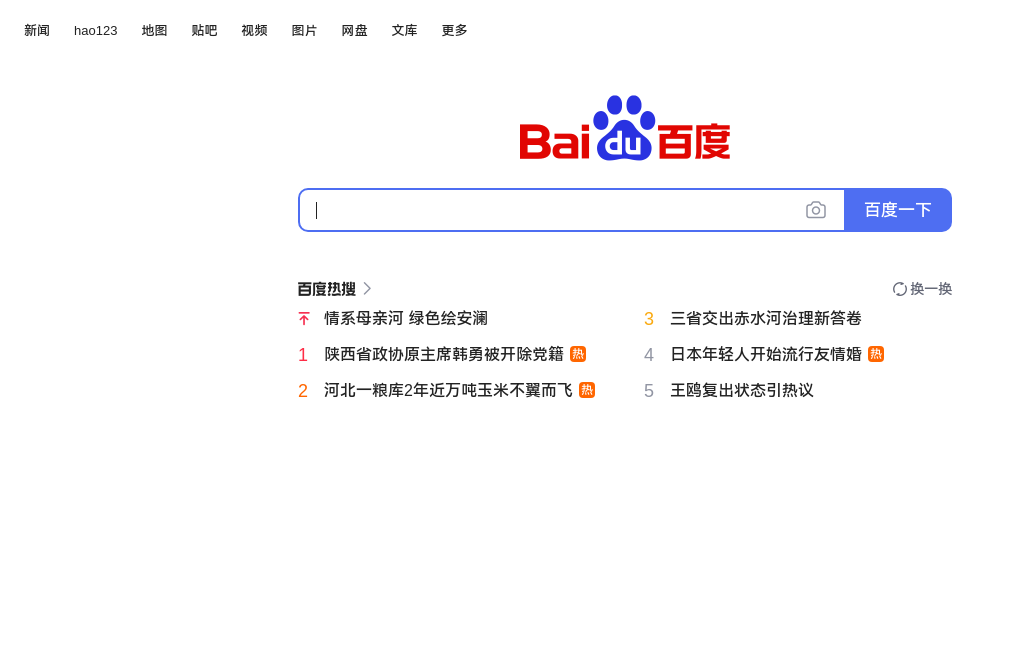 新闻 hao123 地图 贴吧 视频 图片 网盘 文库 更多
Bai du 百度
百度一下
百度热搜 换一换
情系母亲河 绿色绘安澜
1 陕西省政协原主席韩勇被开除党籍 热
2 河北一粮库2年近万吨玉米不翼而飞 热
3 三省交出赤水河治理新答卷
4 日本年轻人开始流行友情婚 热
5 王鸥复出状态引热议